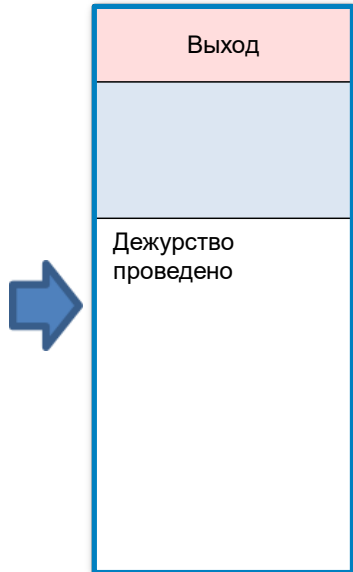 Выход
Дежурство
проведено